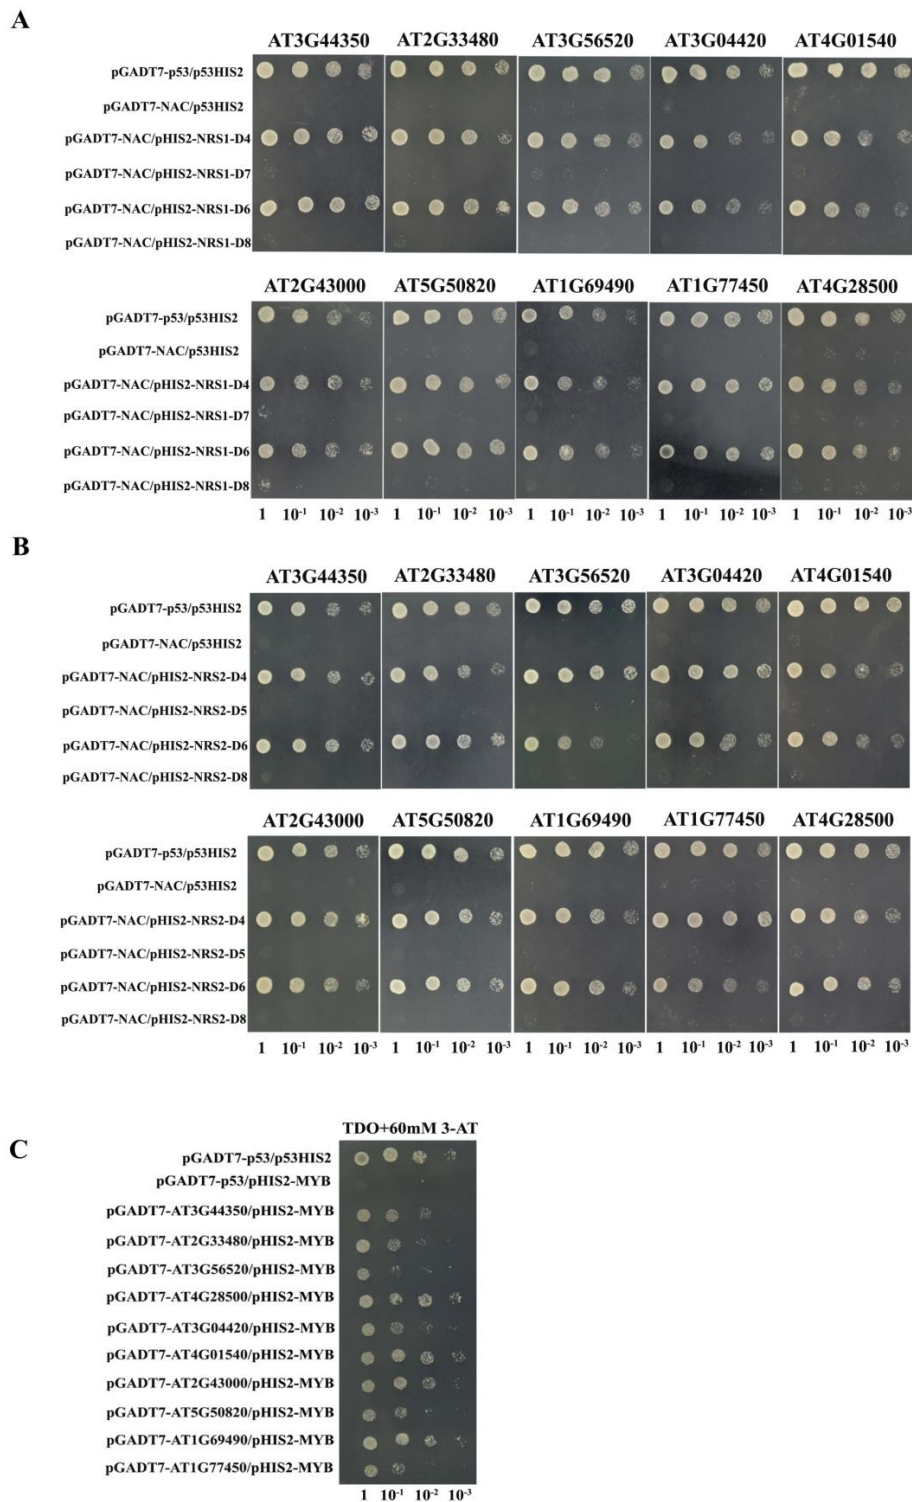 A
AT3G44350 AT2G33480 AT3G56520 AT3G04420 AT4G01540
pGADT7-p53/p53HIS2
pGADT7-NAC/p53HIS2
pGADT7-NAC/pHIS2-NRS1-D4
pGADT7-NAC/pHIS2-NRS1-D7
pGADT7-NAC/pHIS2-NRS1-D6
pGADT7-NAC/pHIS2-NRS1-D8
AT2G43000 AT5G50820 AT1G69490 AT1G77450 AT4G28500
pGADT7-p53/p53HIS2
pGADT7-NAC/p53HIS2
pGADT7-NAC/pHIS2-NRS1-D4
pGADT7-NAC/pHIS2-NRS1-D7
pGADT7-NAC/pHIS2-NRS1-D6
pGADT7-NAC/pHIS2-NRS1-D8
1 10⁻¹ 10⁻² 10⁻³ 1 10⁻¹ 10⁻² 10⁻³ 1 10⁻¹ 10⁻² 10⁻³ 1 10⁻¹ 10⁻² 10⁻³ 1 10⁻¹ 10⁻² 10⁻³
B
AT3G44350 AT2G33480 AT3G56520 AT3G04420 AT4G01540
pGADT7-p53/p53HIS2
pGADT7-NAC/p53HIS2
pGADT7-NAC/pHIS2-NRS2-D4
pGADT7-NAC/pHIS2-NRS2-D5
pGADT7-NAC/pHIS2-NRS2-D6
pGADT7-NAC/pHIS2-NRS2-D8
AT2G43000 AT5G50820 AT1G69490 AT1G77450 AT4G28500
pGADT7-p53/p53HIS2
pGADT7-NAC/p53HIS2
pGADT7-NAC/pHIS2-NRS2-D4
pGADT7-NAC/pHIS2-NRS2-D5
pGADT7-NAC/pHIS2-NRS2-D6
pGADT7-NAC/pHIS2-NRS2-D8
1 10⁻¹ 10⁻² 10⁻³ 1 10⁻¹ 10⁻² 10⁻³ 1 10⁻¹ 10⁻² 10⁻³ 1 10⁻¹ 10⁻² 10⁻³ 1 10⁻¹ 10⁻² 10⁻³
C
TDO+60mM 3-AT
pGADT7-p53/p53HIS2
pGADT7-p53/pHIS2-MYB
pGADT7-AT3G44350/pHIS2-MYB
pGADT7-AT2G33480/pHIS2-MYB
pGADT7-AT3G56520/pHIS2-MYB
pGADT7-AT4G28500/pHIS2-MYB
pGADT7-AT3G04420/pHIS2-MYB
pGADT7-AT4G01540/pHIS2-MYB
pGADT7-AT2G43000/pHIS2-MYB
pGADT7-AT5G50820/pHIS2-MYB
pGADT7-AT1G69490/pHIS2-MYB
pGADT7-AT1G77450/pHIS2-MYB
1 10⁻¹ 10⁻² 10⁻³